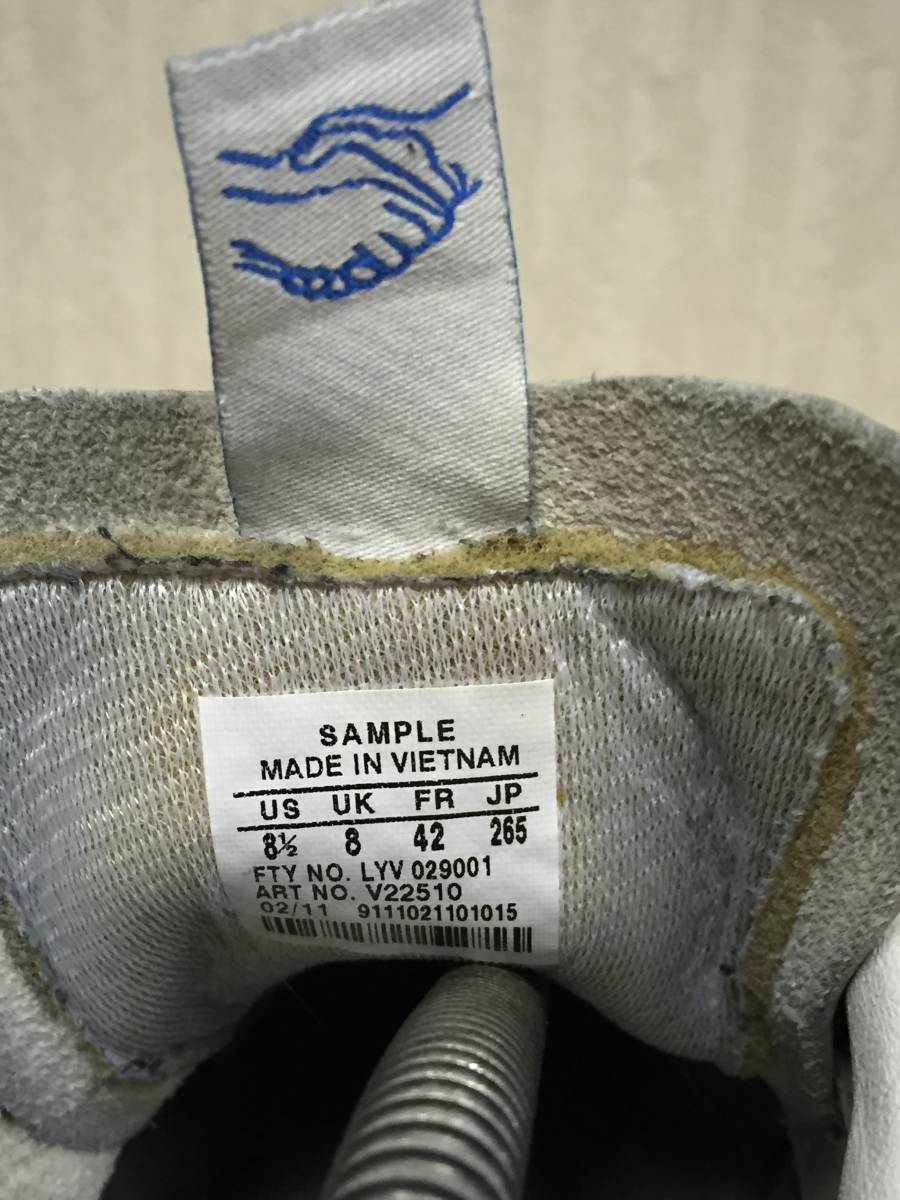 SAMPLE
MADE IN VIETNAM
US UK FR JP
8½ 8 42 265
FTY NO. LYV 029001
ART NO. V22510
02/11 9111021101015